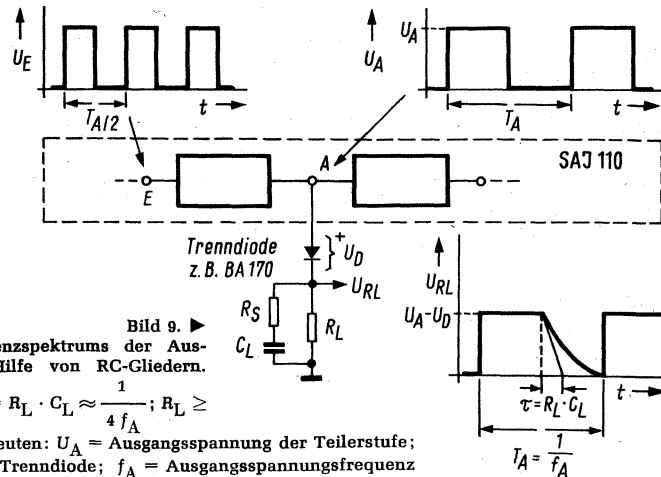 U_E
T_A/2
t
U_A
U_A
T_A
t
E
A
SAJ 110
Trenndiode
z. B. BA 170
+
U_D
U_RL
R_S
C_L
R_L
U_RL
U_A-U_D
t
τ=R_L·C_L
T_A = 1/f_A
Bild 9. ▶
enzspektrums der Aus-
Hilfe von RC-Gliedern.
R_L · C_L ≈ 1/(4 f_A); R_L ≥
euten: U_A = Ausgangsspannung der Teilerstufe;
Trenndiode; f_A = Ausgangsspannungsfrequenz